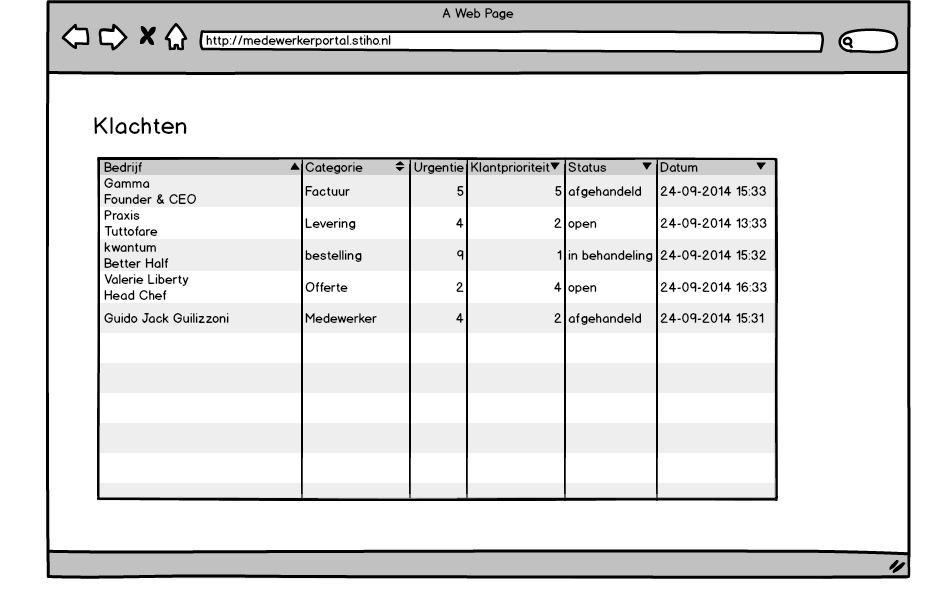 A Web Page
http://medewerkerportal.stiho.nl
Klachten
Bedrijf Categorie Urgentie Klantprioriteit Status Datum
Gamma
Founder & CEO
Factuur 5 5 afgehandeld 24-09-2014 15:33
Praxis
Tuttofare
Levering 4 2 open 24-09-2014 13:33
kwantum
Better Half
bestelling 9 1 in behandeling 24-09-2014 15:32
Valerie Liberty
Head Chef
Offerte 2 4 open 24-09-2014 16:33
Guido Jack Guilizzoni Medewerker 4 2 afgehandeld 24-09-2014 15:31